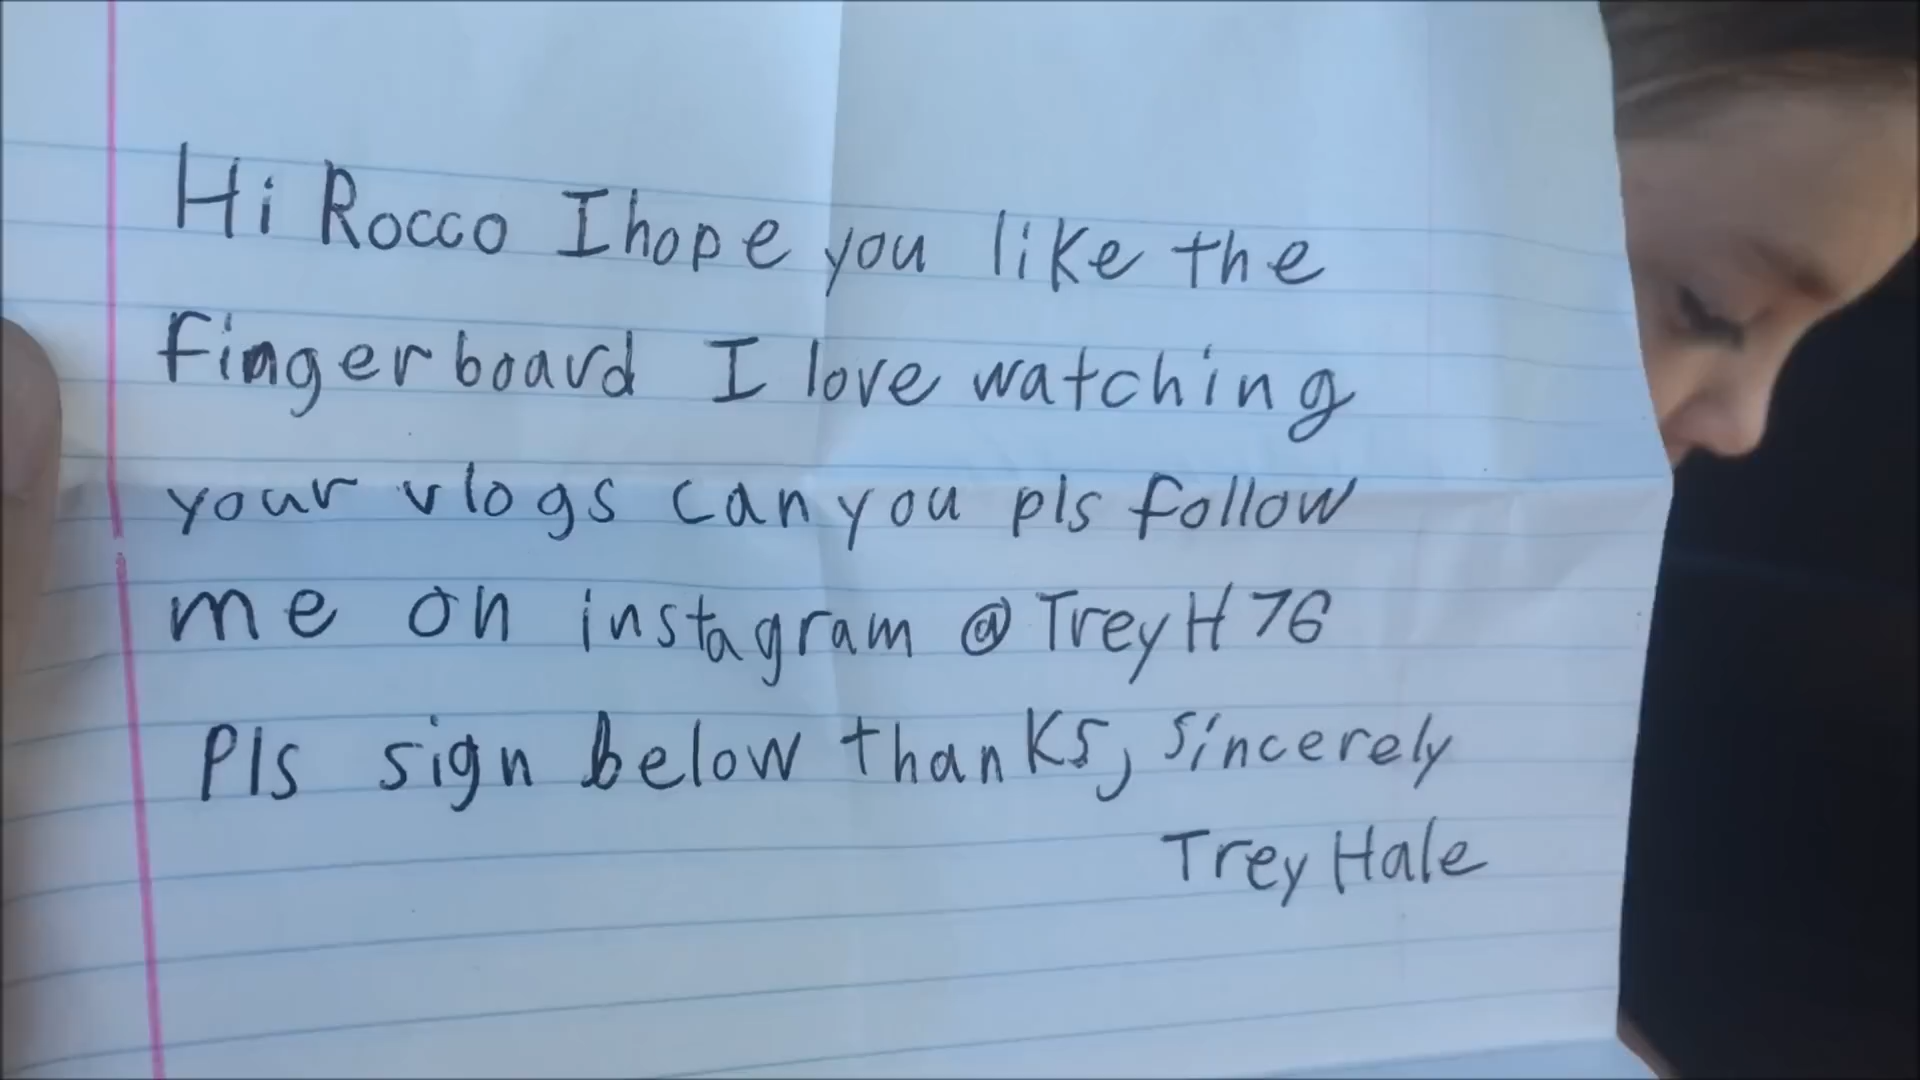 Hi Rocco I hope you like the
fingerboard I love watching
your vlogs can you pls follow
me on instagram @TreyH76
Pls sign below thanks, sincerely
Trey Hale